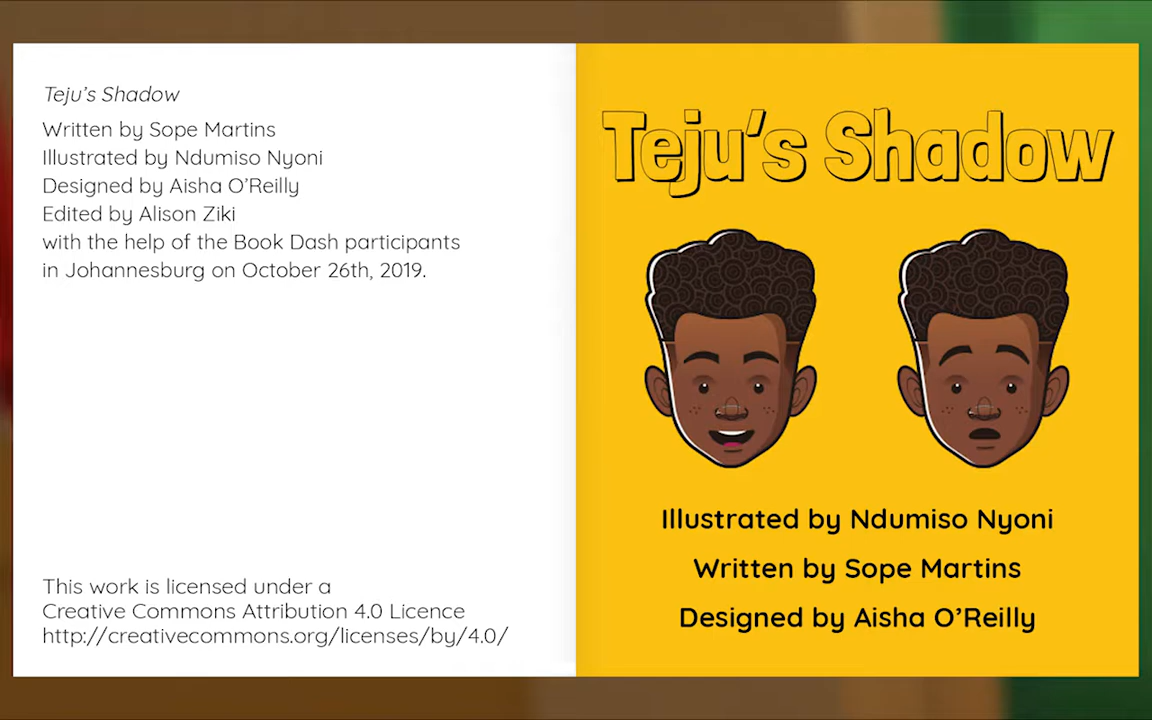 Teju's Shadow
Written by Sope Martins
Illustrated by Ndumiso Nyoni
Designed by Aisha O'Reilly
Edited by Alison Ziki
with the help of the Book Dash participants
in Johannesburg on October 26th, 2019.
This work is licensed under a
Creative Commons Attribution 4.0 Licence
http://creativecommons.org/licenses/by/4.0/
Teju's Shadow
Illustrated by Ndumiso Nyoni
Written by Sope Martins
Designed by Aisha O'Reilly